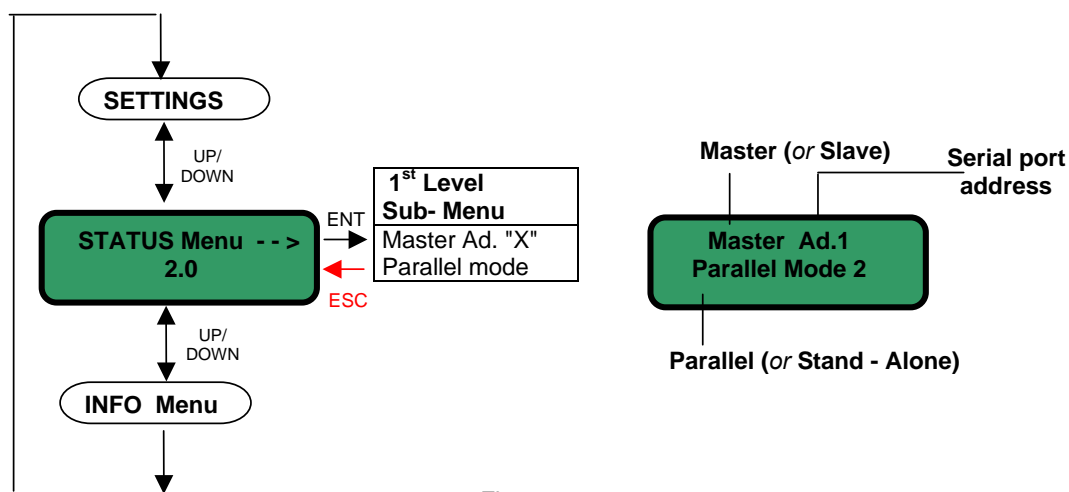 SETTINGS
UP/
DOWN
STATUS Menu - - >
2.0
ENT
ESC
1st Level
Sub- Menu
Master Ad. "X"
Parallel mode
UP/
DOWN
INFO Menu
Master (or Slave)
Serial port
address
Master Ad.1
Parallel Mode 2
Parallel (or Stand - Alone)